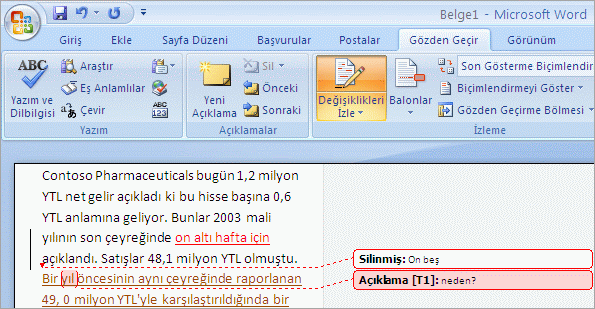 Belge1 - Microsoft Word
Giriş Ekle Sayfa Düzeni Başvurular Postalar Gözden Geçir Görünüm
ABC Yazım ve Dilbilgisi
Araştır
Eş Anlamlılar
Çevir
ABC 123
Yazım
Yeni Açıklama
Sil
Önceki
Sonraki
Açıklamalar
Değişiklikleri İzle
Balonlar
Son Gösterme Biçimlendir
Biçimlendirmeyi Göster
Gözden Geçirme Bölmesi
İzleme
Contoso Pharmaceuticals bugün 1,2 milyon
YTL net gelir açıkladı ki bu hisse başına 0,6
YTL anlamına geliyor. Bunlar 2003 mali
yılının son çeyreğinde on altı hafta için
açıklandı. Satışlar 48,1 milyon YTL olmuştu.
Bir yıl öncesinin aynı çeyreğinde raporlanan
49, 0 milyon YTL'yle karşılaştırıldığında bir
Silinmiş: On beş
Açıklama [T1]: neden?